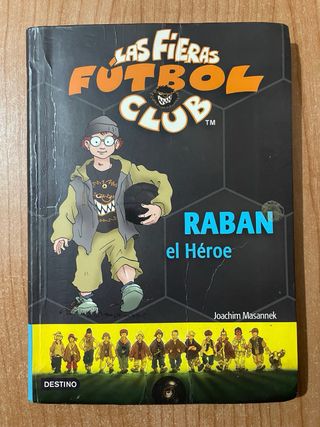 LAS FIERAS
FÚTBOL
CLUB
TM
RABAN
el Héroe
Joachim Masannek
DESTINO